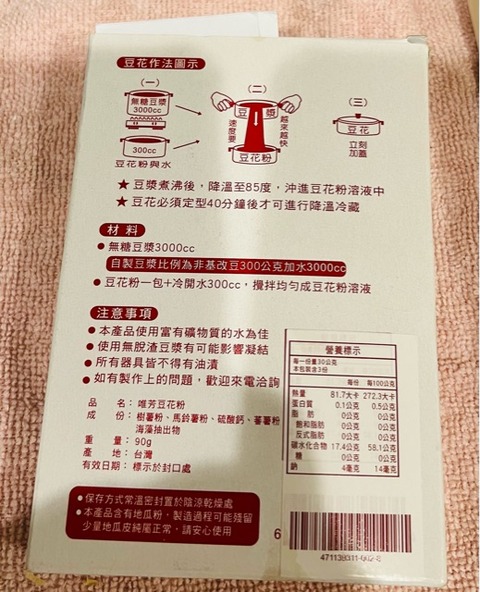 豆花作法圖示
(一)
無糖豆漿
3000cc
300cc
豆花粉與水
(二)
豆 漿
速度要
越來越快
豆花粉
(三)
豆花
立刻
加蓋
★豆漿煮沸後，降溫至85度，沖進豆花粉溶液中
★豆花必須定型40分鐘後才可進行降溫冷藏
材料
●無糖豆漿3000cc
自製豆漿比例為非基改豆300公克加水3000cc
●豆花粉一包+冷開水300cc，攪拌均勻成豆花粉溶液
注意事項
●本產品使用富有礦物質的水為佳
●使用無脫渣豆漿有可能影響凝結
●所有器具皆不得有油漬
●如有製作上的問題，歡迎來電洽詢
品 名：唯芳豆花粉
成 份：樹薯粉、馬鈴薯粉、硫酸鈣、蕃薯粉
海藻抽出物
重 量：90g
產 地：台灣
有效日期：標示於封口處
●保存方式常溫密封置於陰涼乾燥處
●本產品含有地瓜粉，製造過程可能殘留
少量地瓜皮純屬正常，請安心使用
營養標示
每一份量30公克
本包裝含3份
每份 每100公克
熱量 81.7大卡 272.3大卡
蛋白質 0.1公克 0.5公克
脂肪 0公克 0公克
飽和脂肪 0公克 0公克
反式脂肪 0公克 0公克
碳水化合物 17.4公克 58.1公克
糖 0公克 0公克
鈉 4毫克 14毫克
6